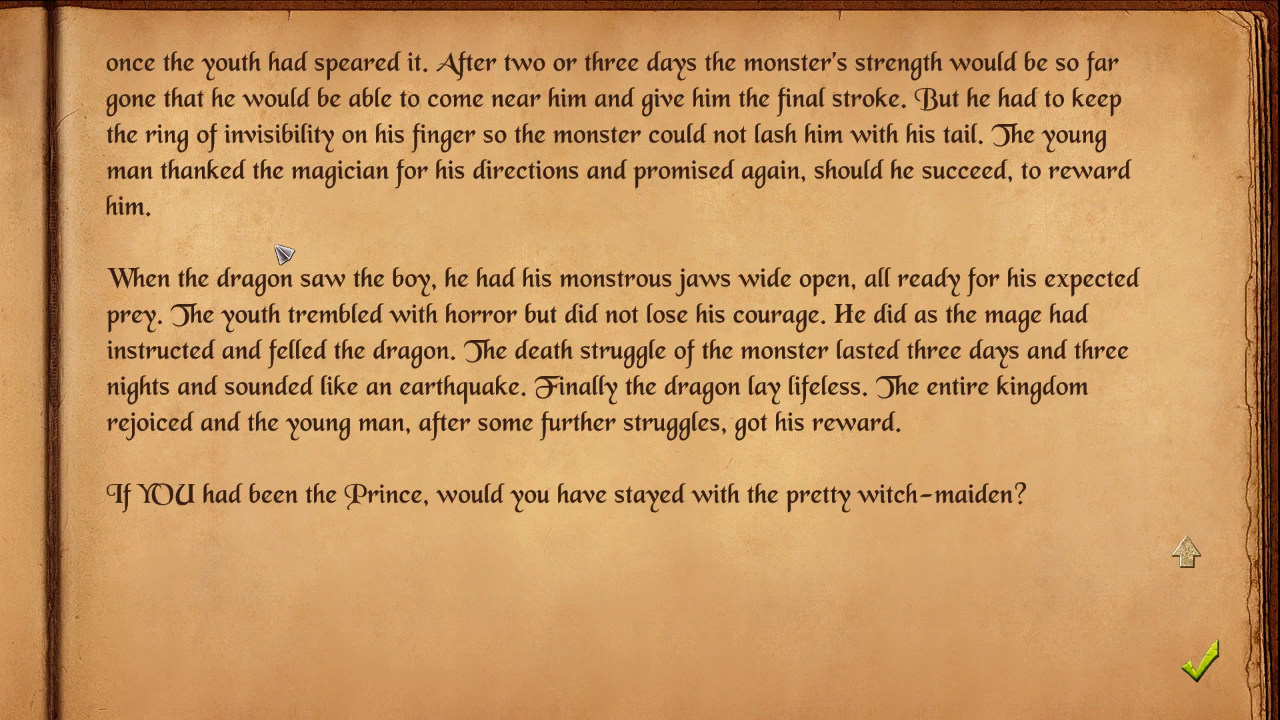 once the youth had speared it. After two or three days the monster's strength would be so far
gone that he would be able to come near him and give him the final stroke. But he had to keep
the ring of invisibility on his finger so the monster could not lash him with his tail. The young
man thanked the magician for his directions and promised again, should he succeed, to reward
him.
When the dragon saw the boy, he had his monstrous jaws wide open, all ready for his expected
prey. The youth trembled with horror but did not lose his courage. He did as the mage had
instructed and felled the dragon. The death struggle of the monster lasted three days and three
nights and sounded like an earthquake. Finally the dragon lay lifeless. The entire kingdom
rejoiced and the young man, after some further struggles, got his reward.
If YOU had been the Prince, would you have stayed with the pretty witch-maiden?